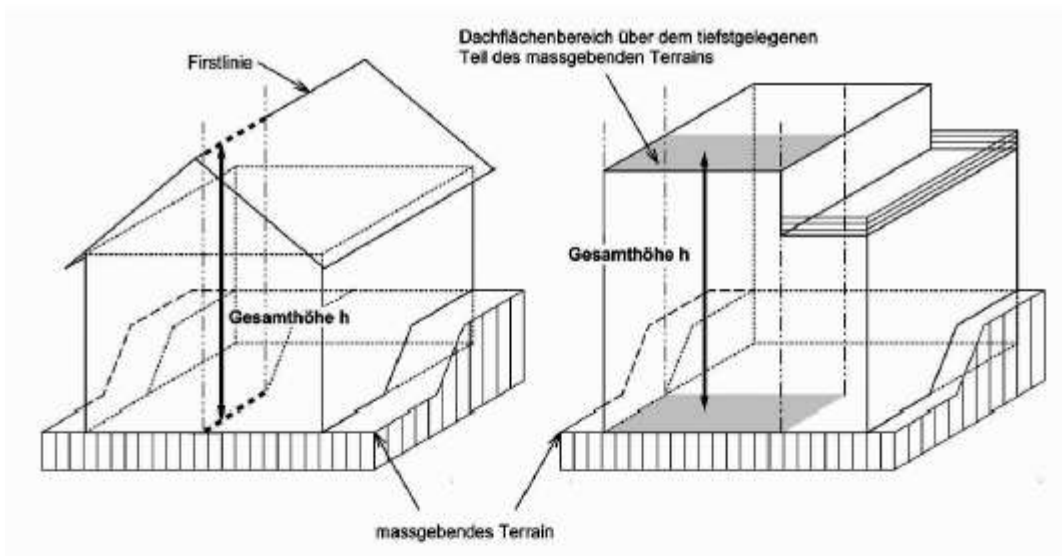 Firstlinie
Dachflächenbereich über dem tiefstgelegenen
Teil des massgebenden Terrains
Gesamthöhe h
Gesamthöhe h
massgebendes Terrain